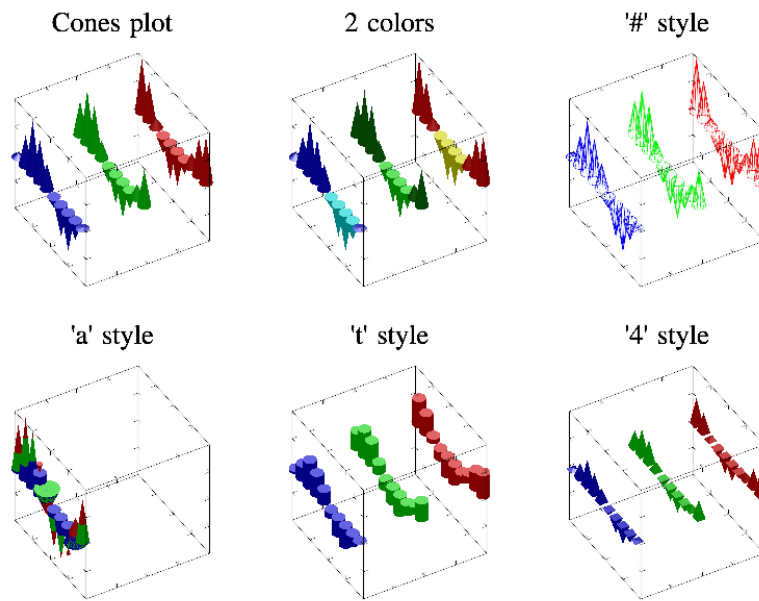 Cones plot
2 colors
'#' style
'a' style
't' style
'4' style